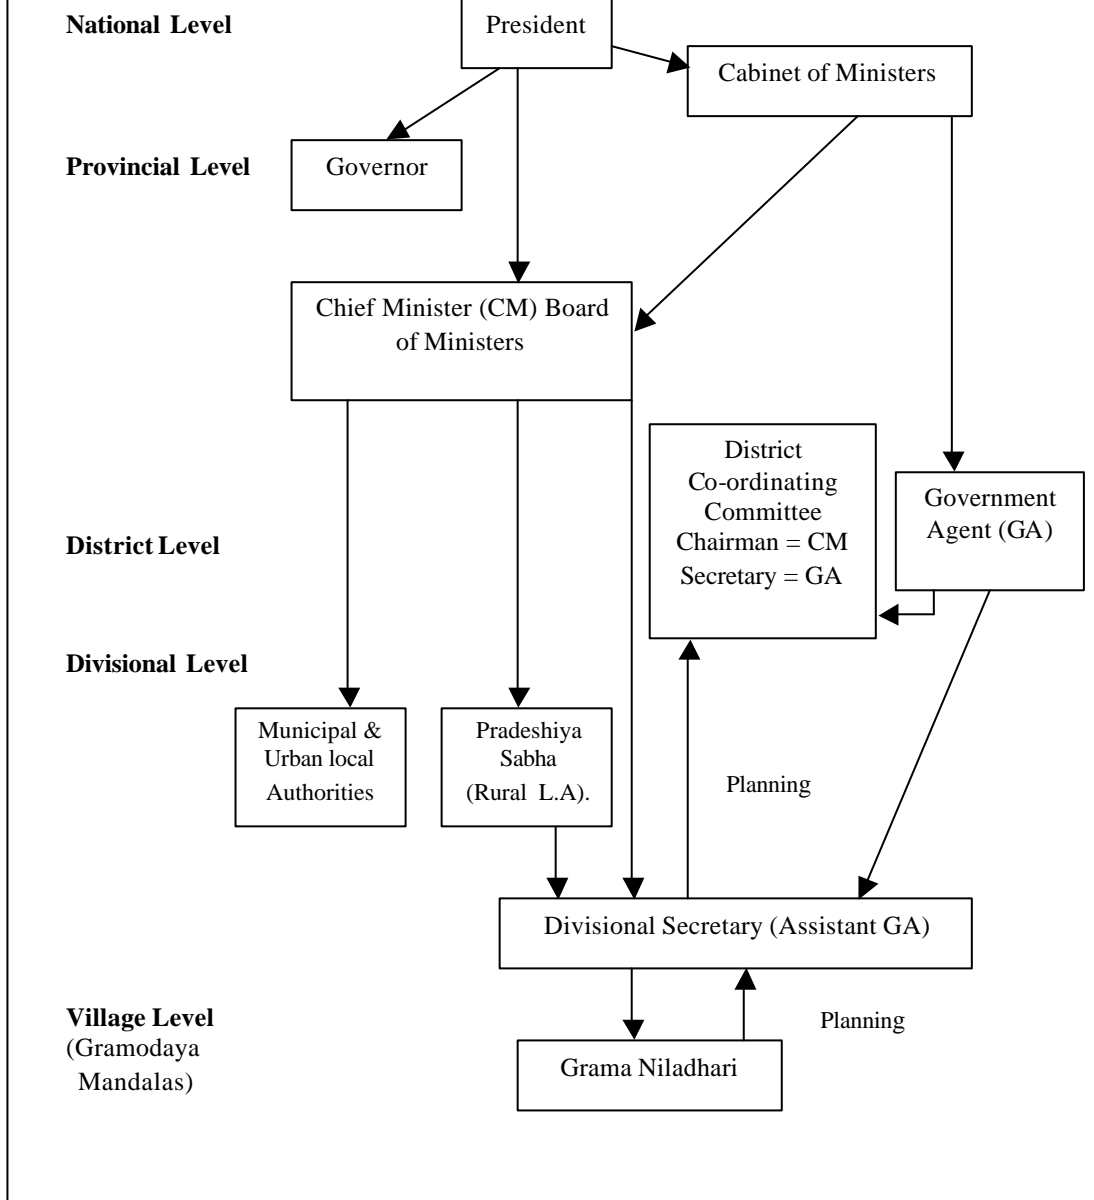 National Level
President
Cabinet of Ministers
Provincial Level
Governor
Chief Minister (CM) Board
of Ministers
District
Co-ordinating
Committee
Chairman = CM
Secretary = GA
Government
Agent (GA)
District Level
Divisional Level
Municipal &
Urban local
Authorities
Pradeshiya
Sabha
(Rural L.A).
Planning
Divisional Secretary (Assistant GA)
Village Level
(Gramodaya
Mandalas)
Planning
Grama Niladhari